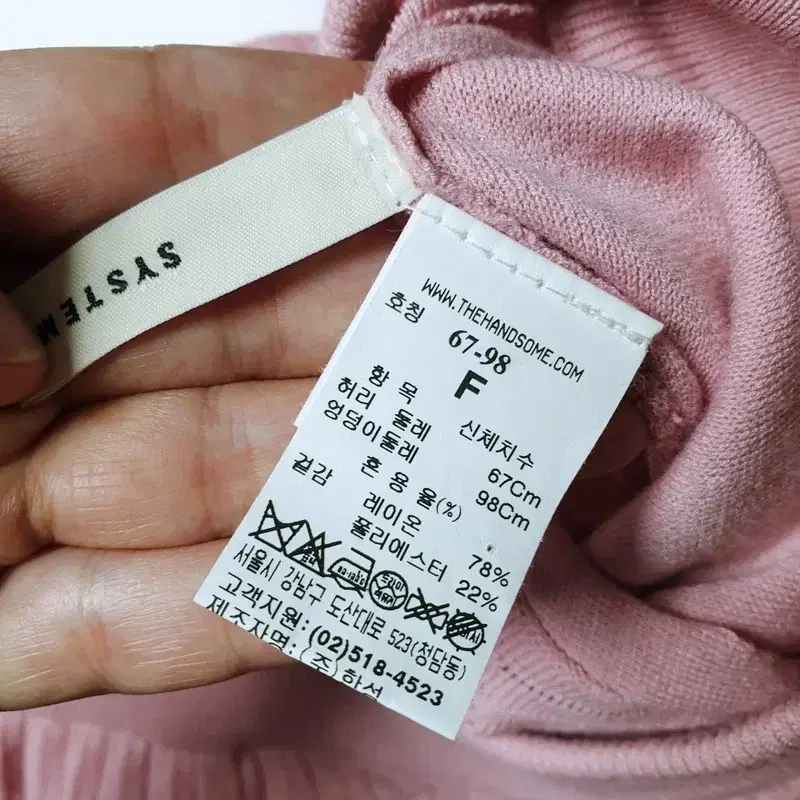 SYSTEM
WWW.THEHANDSOME.COM
호칭 67-98
F
항 목 신체치수
허리 둘레 67Cm
엉덩이둘레 98Cm
겉감 혼 용 율(%)
레이온 78%
폴리에스터 22%
서울시 강남구 도산대로 523(청담동)
고객지원: (02)518-4523
제조자명: (주)한섬